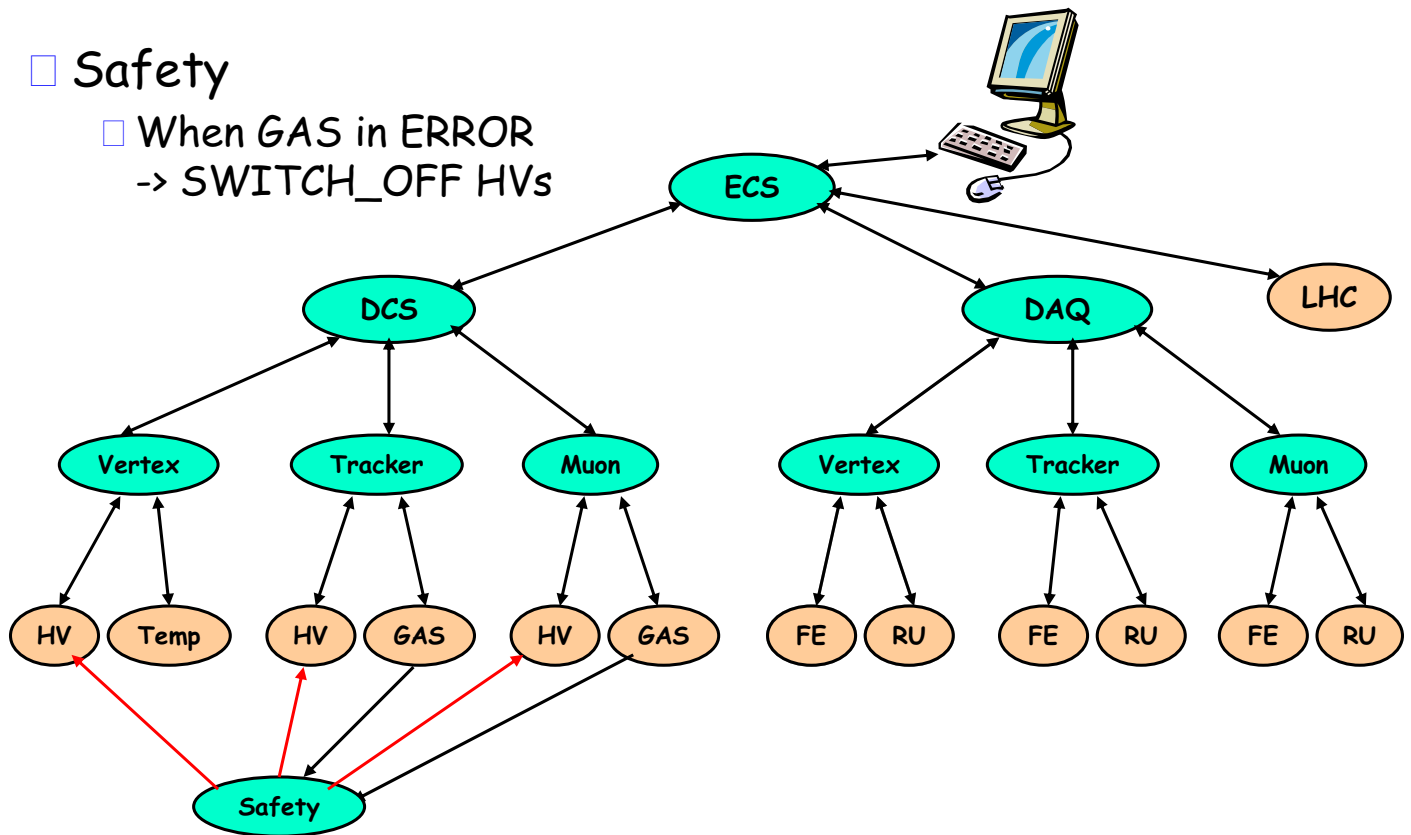 Safety
When GAS in ERROR
-> SWITCH_OFF HVs
ECS
LHC
DCS
DAQ
Vertex
Tracker
Muon
Vertex
Tracker
Muon
HV
Temp
HV
GAS
HV
GAS
FE
RU
FE
RU
FE
RU
Safety